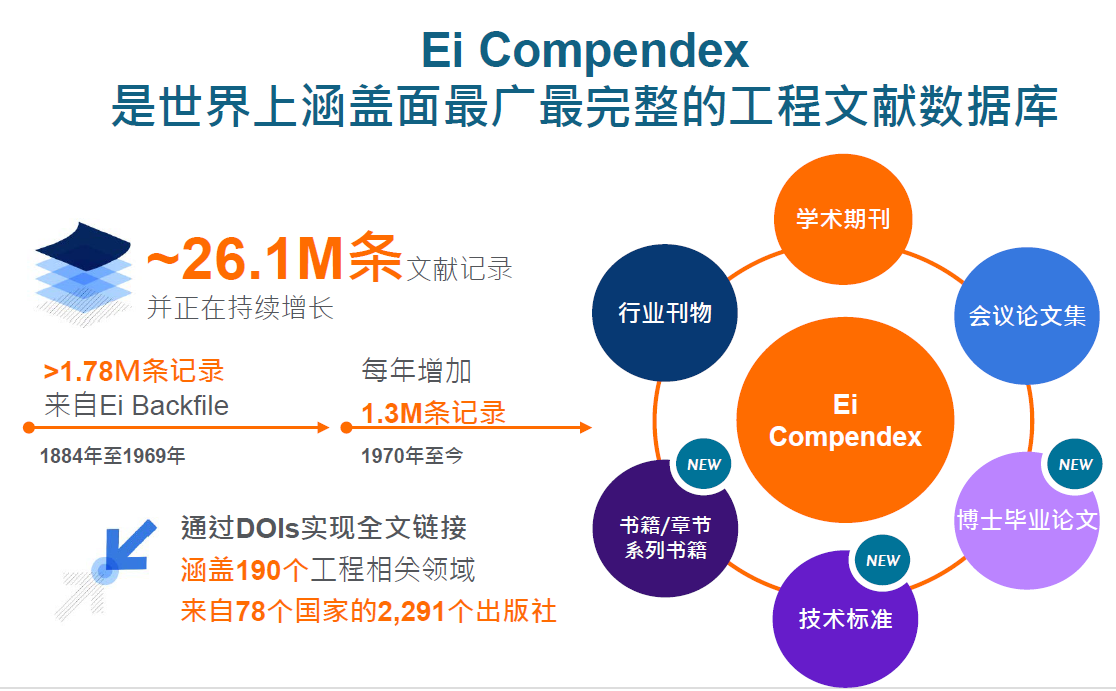 Ei Compendex
是世界上涵盖面最广最完整的工程文献数据库
~26.1M条文献记录
并正在持续增长
>1.78M条记录
来自Ei Backfile
1884年至1969年
每年增加
1.3M条记录
1970年至今
通过DOIs实现全文链接
涵盖190个工程相关领域
来自78个国家的2,291个出版社
学术期刊
行业刊物
会议论文集
Ei
Compendex
NEW
书籍/章节
系列书籍
NEW
博士毕业论文
NEW
技术标准